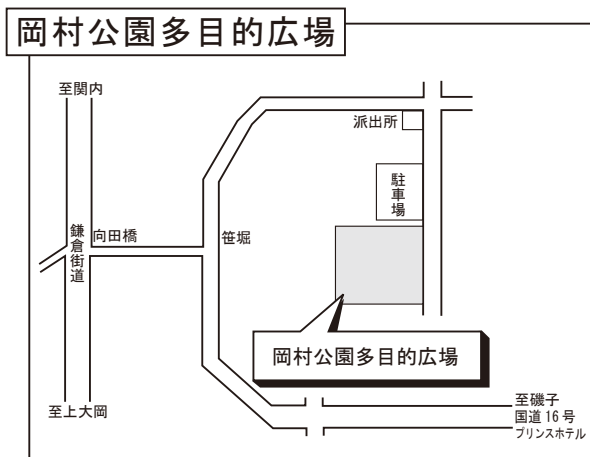 岡村公園多目的広場
至関内
派出所
駐車場
鎌倉街道
向田橋
笹堀
岡村公園多目的広場
至上大岡
至磯子
国道16号
プリンスホテル